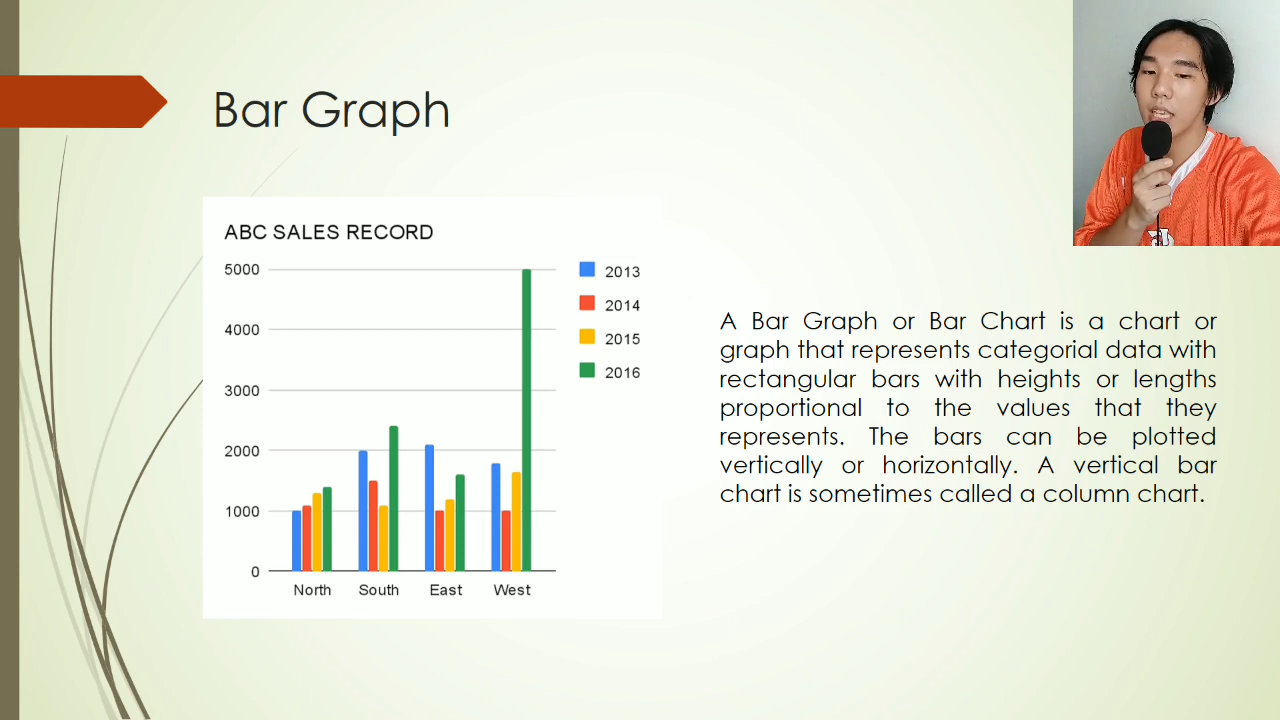 Bar Graph
ABC SALES RECORD
5000
4000
3000
2000
1000
0
North South East West
2013
2014
2015
2016
A Bar Graph or Bar Chart is a chart or
graph that represents categorial data with
rectangular bars with heights or lengths
proportional to the values that they
represents. The bars can be plotted
vertically or horizontally. A vertical bar
chart is sometimes called a column chart.